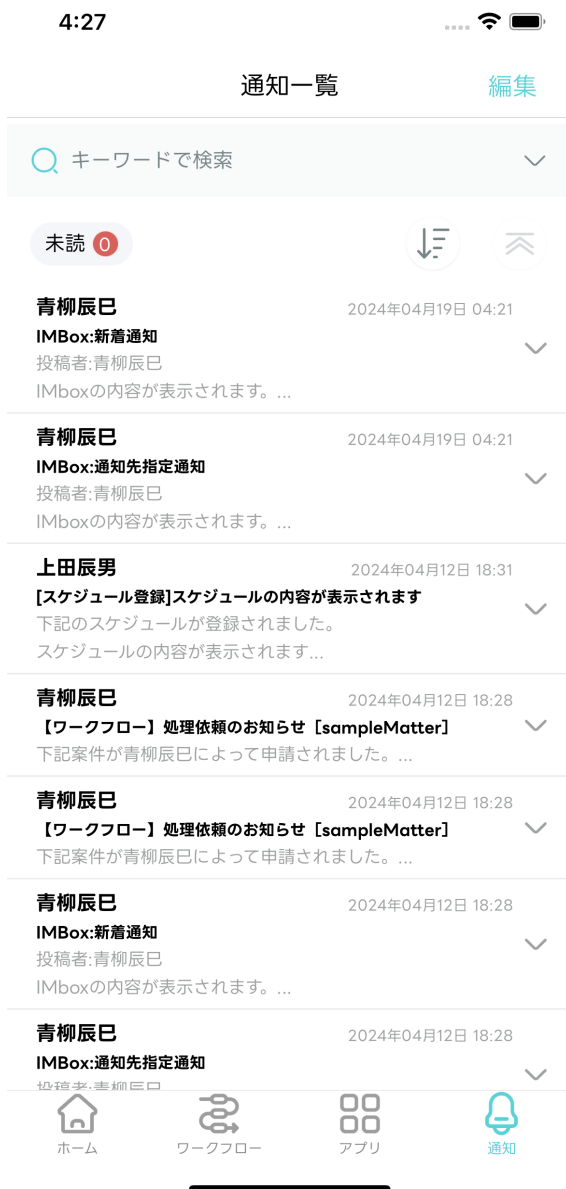 4:27
通知一覧
編集
キーワードで検索
未読 0
青柳辰巳
2024年04月19日 04:21
IMBox:新着通知
投稿者:青柳辰巳
IMboxの内容が表示されます。...
青柳辰巳
2024年04月19日 04:21
IMBox:通知先指定通知
投稿者:青柳辰巳
IMboxの内容が表示されます。...
上田辰男
2024年04月12日 18:31
[スケジュール登録]スケジュールの内容が表示されます
下記のスケジュールが登録されました。
スケジュールの内容が表示されます...
青柳辰巳
2024年04月12日 18:28
【ワークフロー】処理依頼のお知らせ［sampleMatter］
下記案件が青柳辰巳によって申請されました。...
青柳辰巳
2024年04月12日 18:28
【ワークフロー】処理依頼のお知らせ［sampleMatter］
下記案件が青柳辰巳によって申請されました。...
青柳辰巳
2024年04月12日 18:28
IMBox:新着通知
投稿者:青柳辰巳
IMboxの内容が表示されます。...
青柳辰巳
2024年04月12日 18:28
IMBox:通知先指定通知
投稿者:青柳辰巳
ホーム
ワークフロー
アプリ
通知